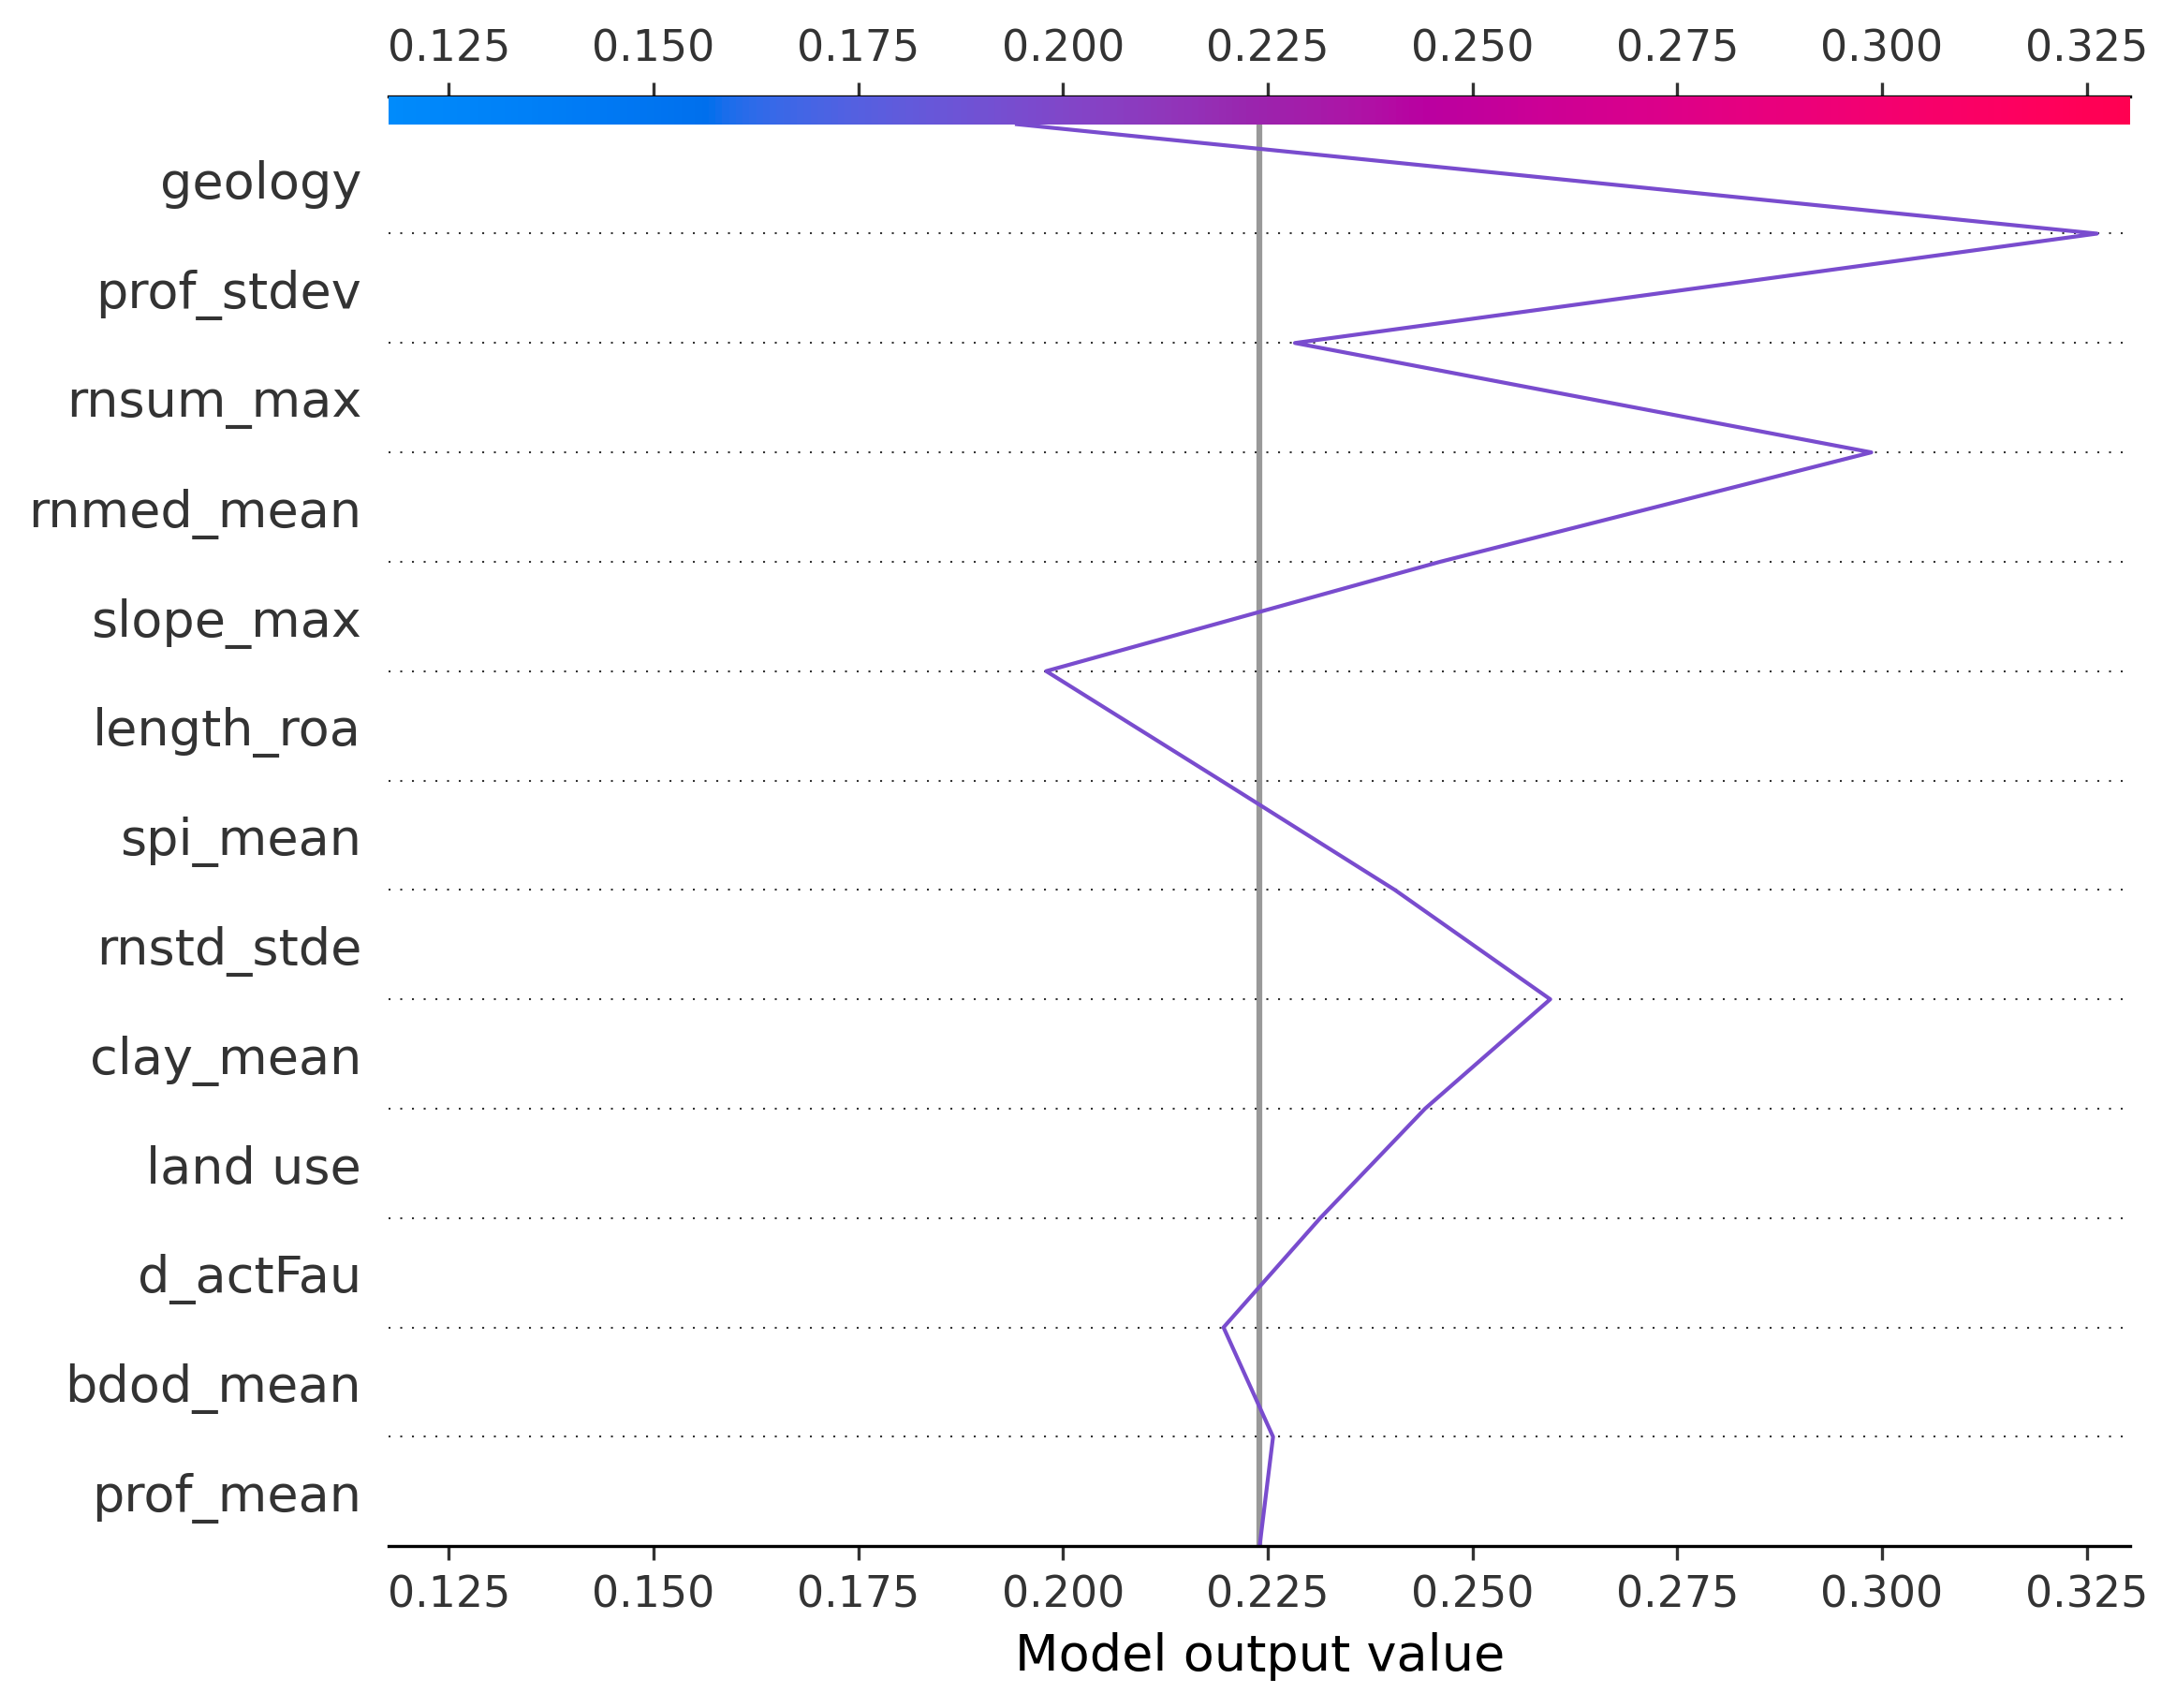 0.125 0.150 0.175 0.200 0.225 0.250 0.275 0.300 0.325
geology
prof_stdev
rnsum_max
rnmed_mean
slope_max
length_roa
spi_mean
rnstd_stde
clay_mean
land use
d_actFau
bdod_mean
prof_mean
0.125 0.150 0.175 0.200 0.225 0.250 0.275 0.300 0.325
Model output value